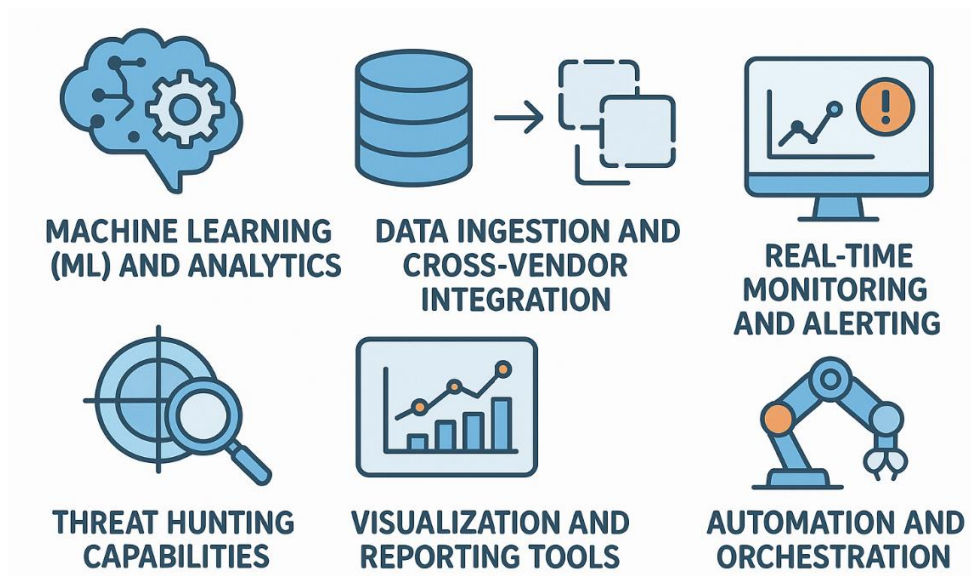 MACHINE LEARNING
(ML) AND ANALYTICS
DATA INGESTION AND
CROSS-VENDOR
INTEGRATION
REAL-TIME
MONITORING
AND ALERTING
THREAT HUNTING
CAPABILITIES
VISUALIZATION AND
REPORTING TOOLS
AUTOMATION AND
ORCHESTRATION